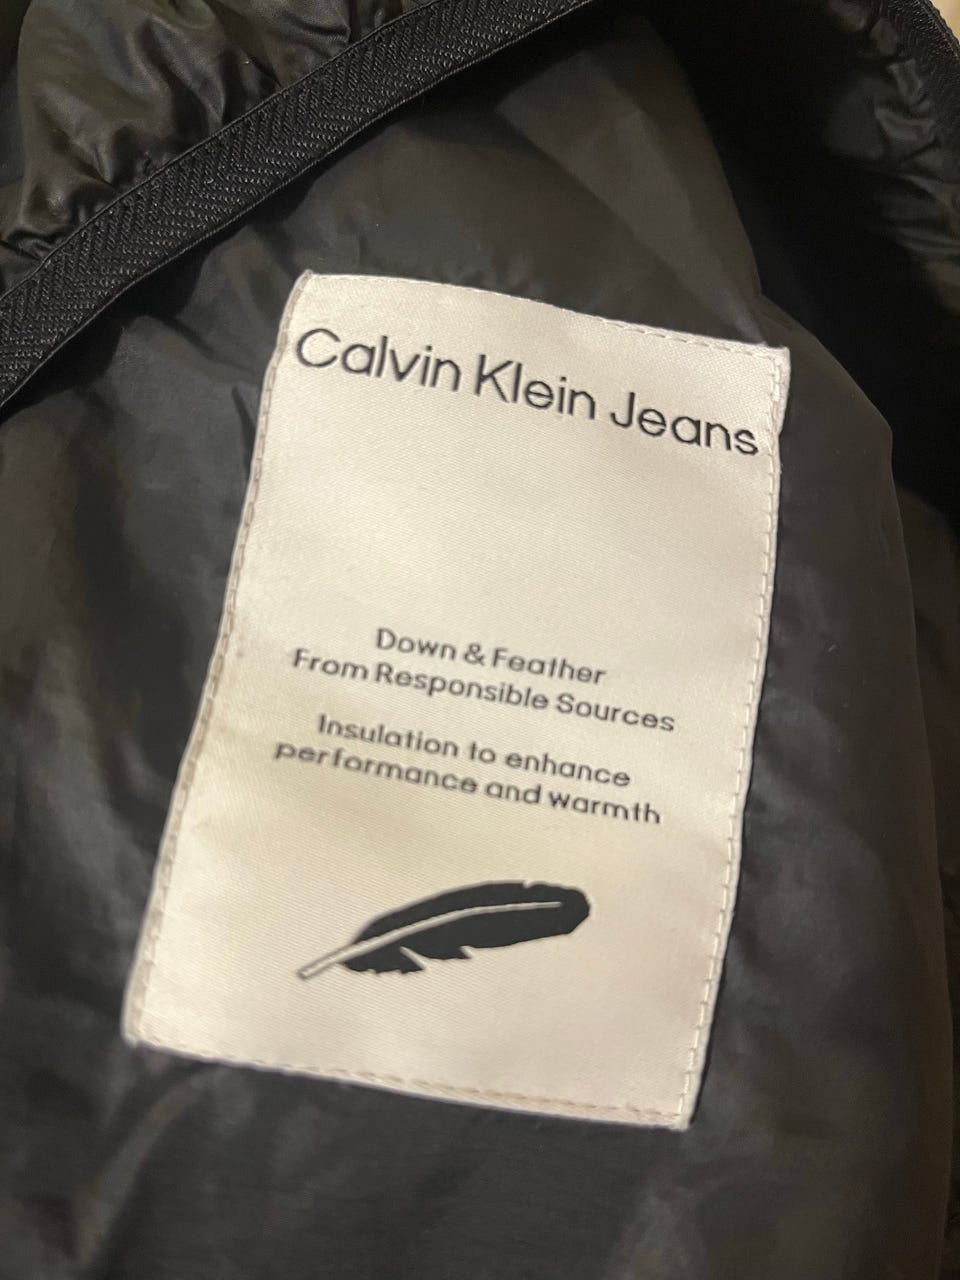 Calvin Klein Jeans
Down & Feather
From Responsible Sources
Insulation to enhance
performance and warmth